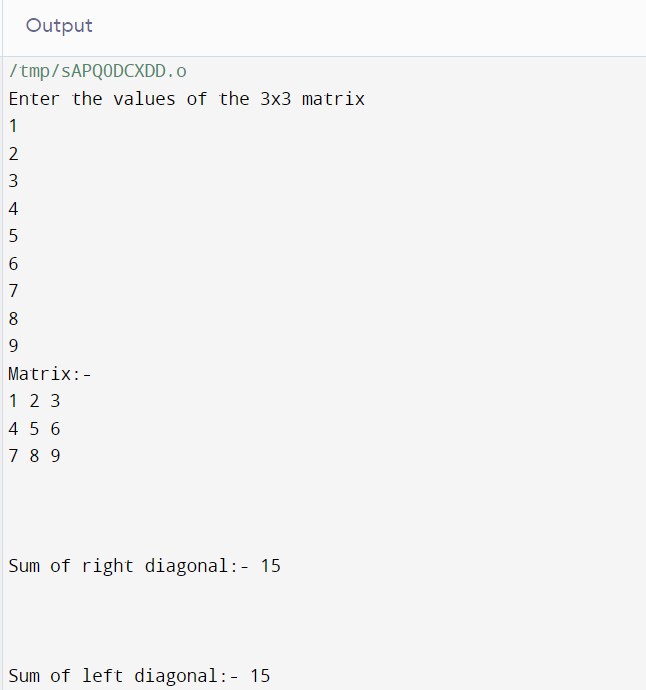 Output
/tmp/sAPQODCXDD.o
Enter the values of the 3x3 matrix
1
2
3
4
5
6
7
8
9
Matrix:-
1 2 3
4 5 6
7 8 9
Sum of right diagonal:- 15
Sum of left diagonal:- 15